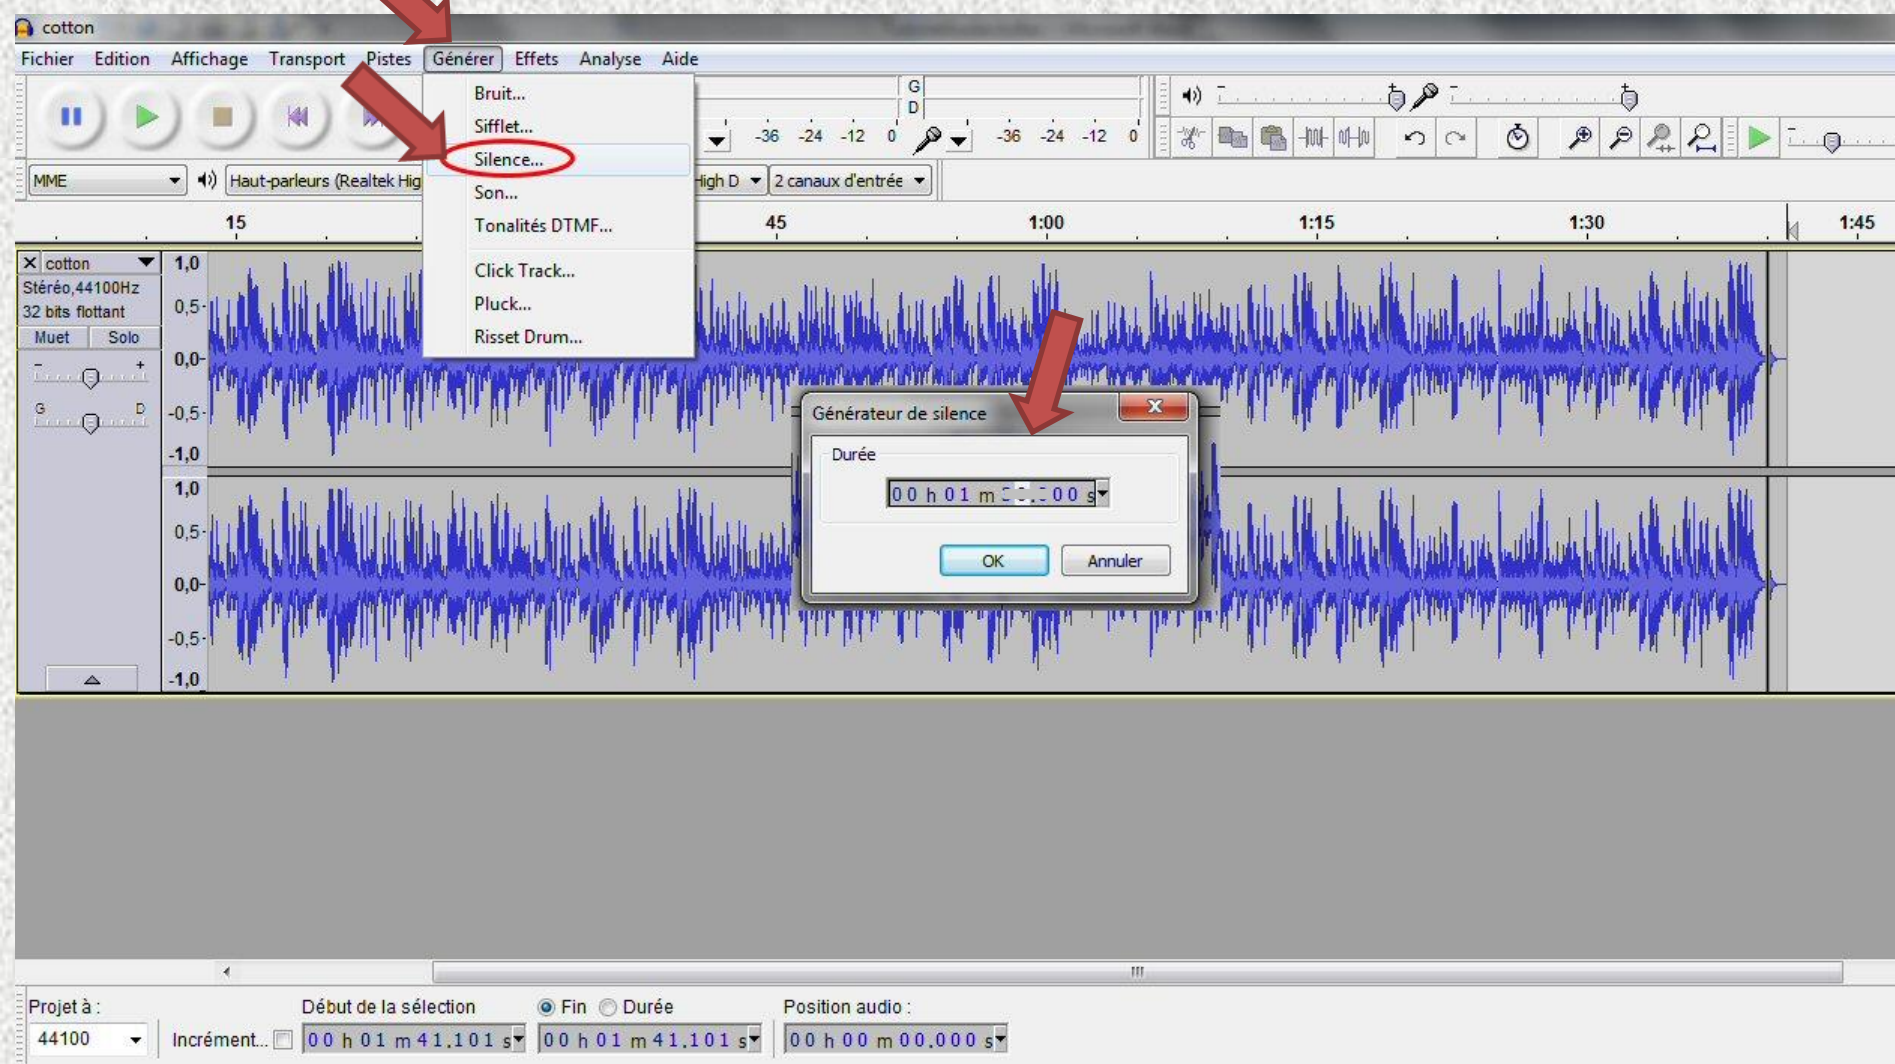 cotton
Fichier Edition Affichage Transport Pistes Générer Effets Analyse Aide
Bruit...
Sifflet...
Silence...
Son...
Tonalités DTMF...
Click Track...
Pluck...
Risset Drum...
G
D
-36 -24 -12 0 -36 -24 -12 0
MME Haut-parleurs (Realtek Hig High D 2 canaux d'entrée
15 45 1:00 1:15 1:30 1:45
cotton
Stéréo,44100Hz
32 bits flottant
Muet Solo
- +
G D
1,0
0,5
0,0
-0,5
-1,0
1,0
0,5
0,0
-0,5
-1,0
Générateur de silence
Durée
00 h 01 m
OK Annuler
Projet à : Début de la sélection Fin Durée Position audio :
44100 Incrément... 00 h 01 m 41.101 s 00 h 01 m 41.101 s 00 h 00 m 00.000 s